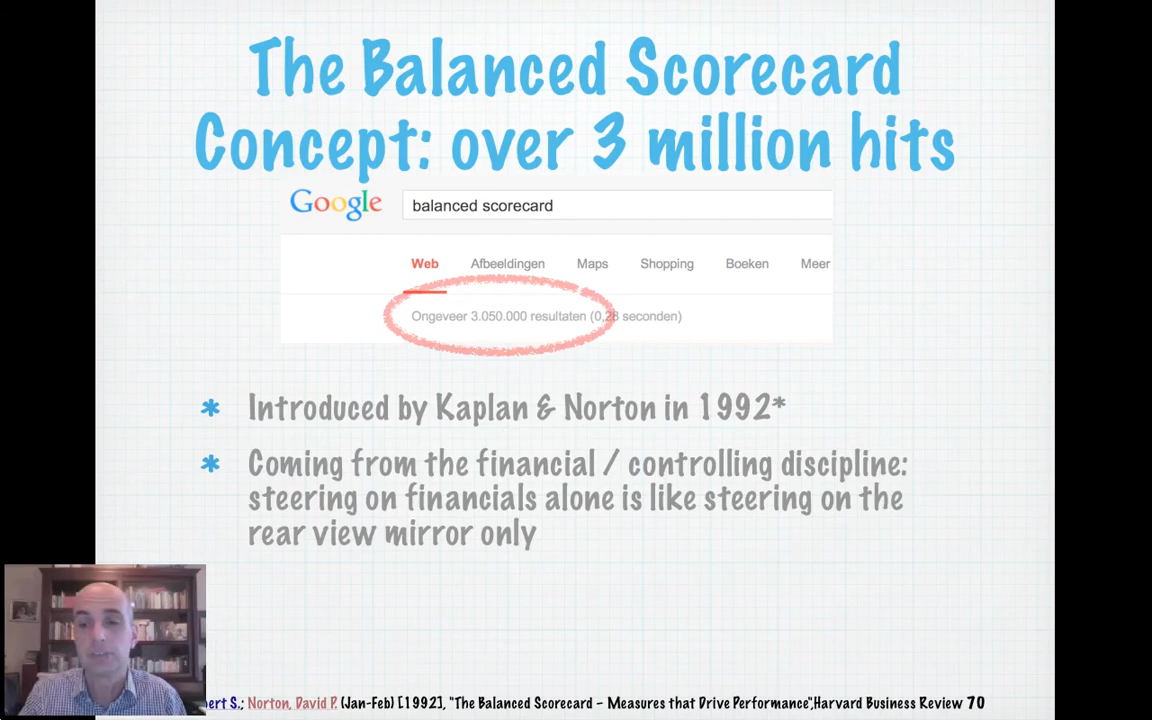 The Balanced Scorecard
Concept: over 3 million hits
Google
balanced scorecard
Web Afbeeldingen Maps Shopping Boeken Meer
Ongeveer 3.050.000 resultaten (0,28 seconden)
* Introduced by Kaplan & Norton in 1992*
* Coming from the financial / controlling discipline:
steering on financials alone is like steering on the
rear view mirror only
ert S.; Norton, David P. (Jan-Feb) [1992], "The Balanced Scorecard – Measures that Drive Performance",Harvard Business Review 70